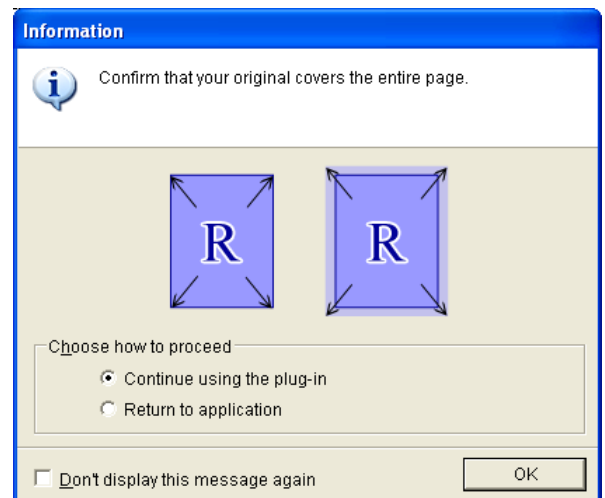 Information
Confirm that your original covers the entire page.
R R
Choose how to proceed
Continue using the plug-in
Return to application
Don't display this message again OK